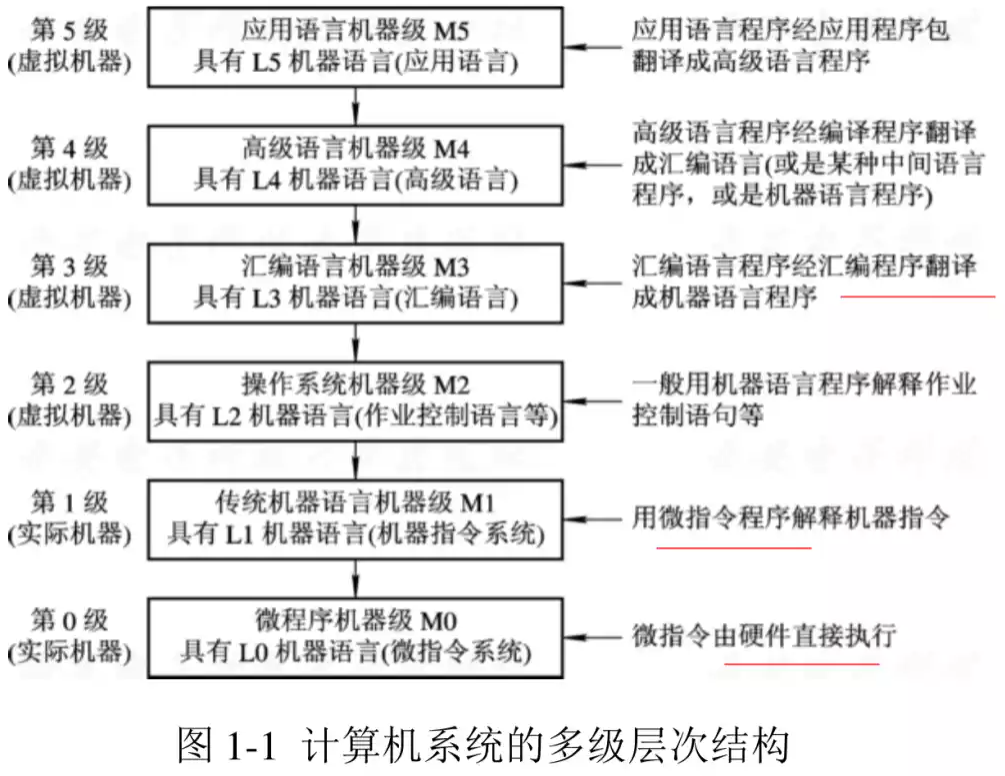 第 5 级
(虚拟机器)
应用语言机器级 M5
具有 L5 机器语言(应用语言)
应用语言程序经应用程序包
翻译成高级语言程序
第 4 级
(虚拟机器)
高级语言机器级 M4
具有 L4 机器语言(高级语言)
高级语言程序经编译程序翻译
成汇编语言(或是某种中间语言
程序，或是机器语言程序)
第 3 级
(虚拟机器)
汇编语言机器级 M3
具有 L3 机器语言(汇编语言)
汇编语言程序经汇编程序翻译
成机器语言程序
第 2 级
(虚拟机器)
操作系统机器级 M2
具有 L2 机器语言(作业控制语言等)
一般用机器语言程序解释作业
控制语句等
第 1 级
(实际机器)
传统机器语言机器级 M1
具有 L1 机器语言(机器指令系统)
用微指令程序解释机器指令
第 0 级
(实际机器)
微程序机器级 M0
具有 L0 机器语言(微指令系统)
微指令由硬件直接执行
图 1-1 计算机系统的多级层次结构